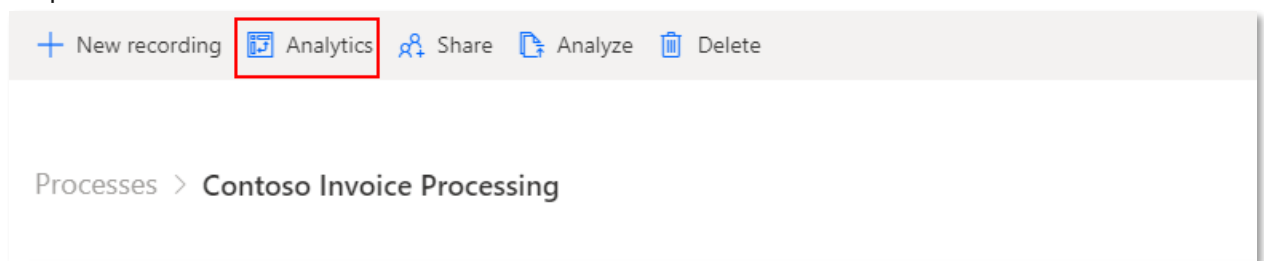 New recording Analytics Share Analyze Delete
Processes > Contoso Invoice Processing